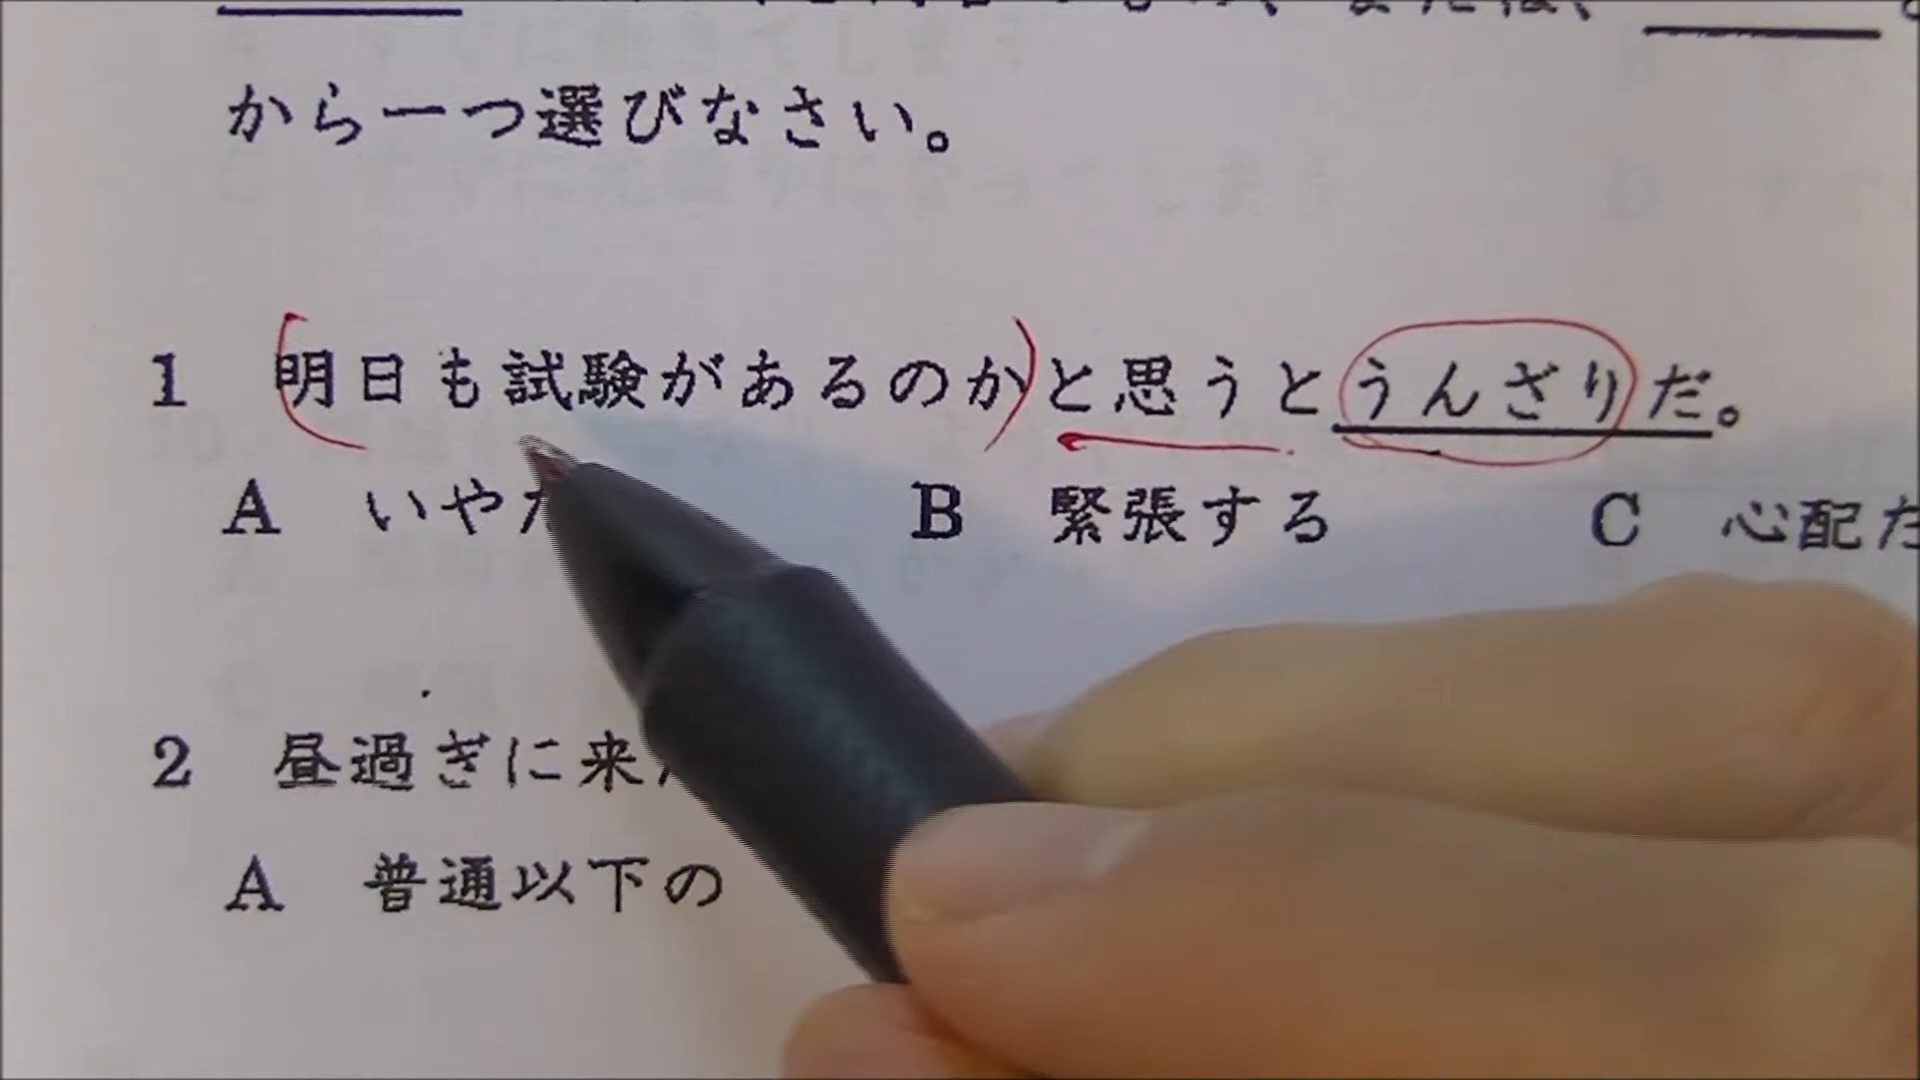 から一つ選びなさい。
1 明日も試験があるのかと思うとうんざりだ。
A いや B 緊張する C 心配
2 昼過ぎに来
A 普通以下の